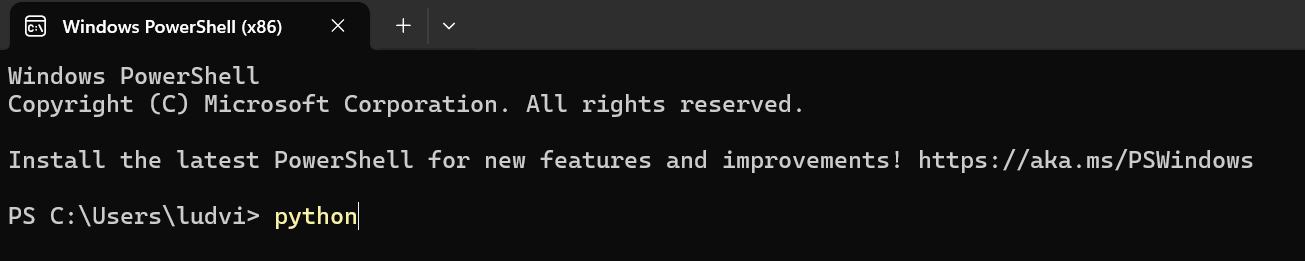 Windows PowerShell (x86)
Windows PowerShell
Copyright (C) Microsoft Corporation. All rights reserved.
Install the latest PowerShell for new features and improvements! https://aka.ms/PSWindows
PS C:\Users\ludvi> python